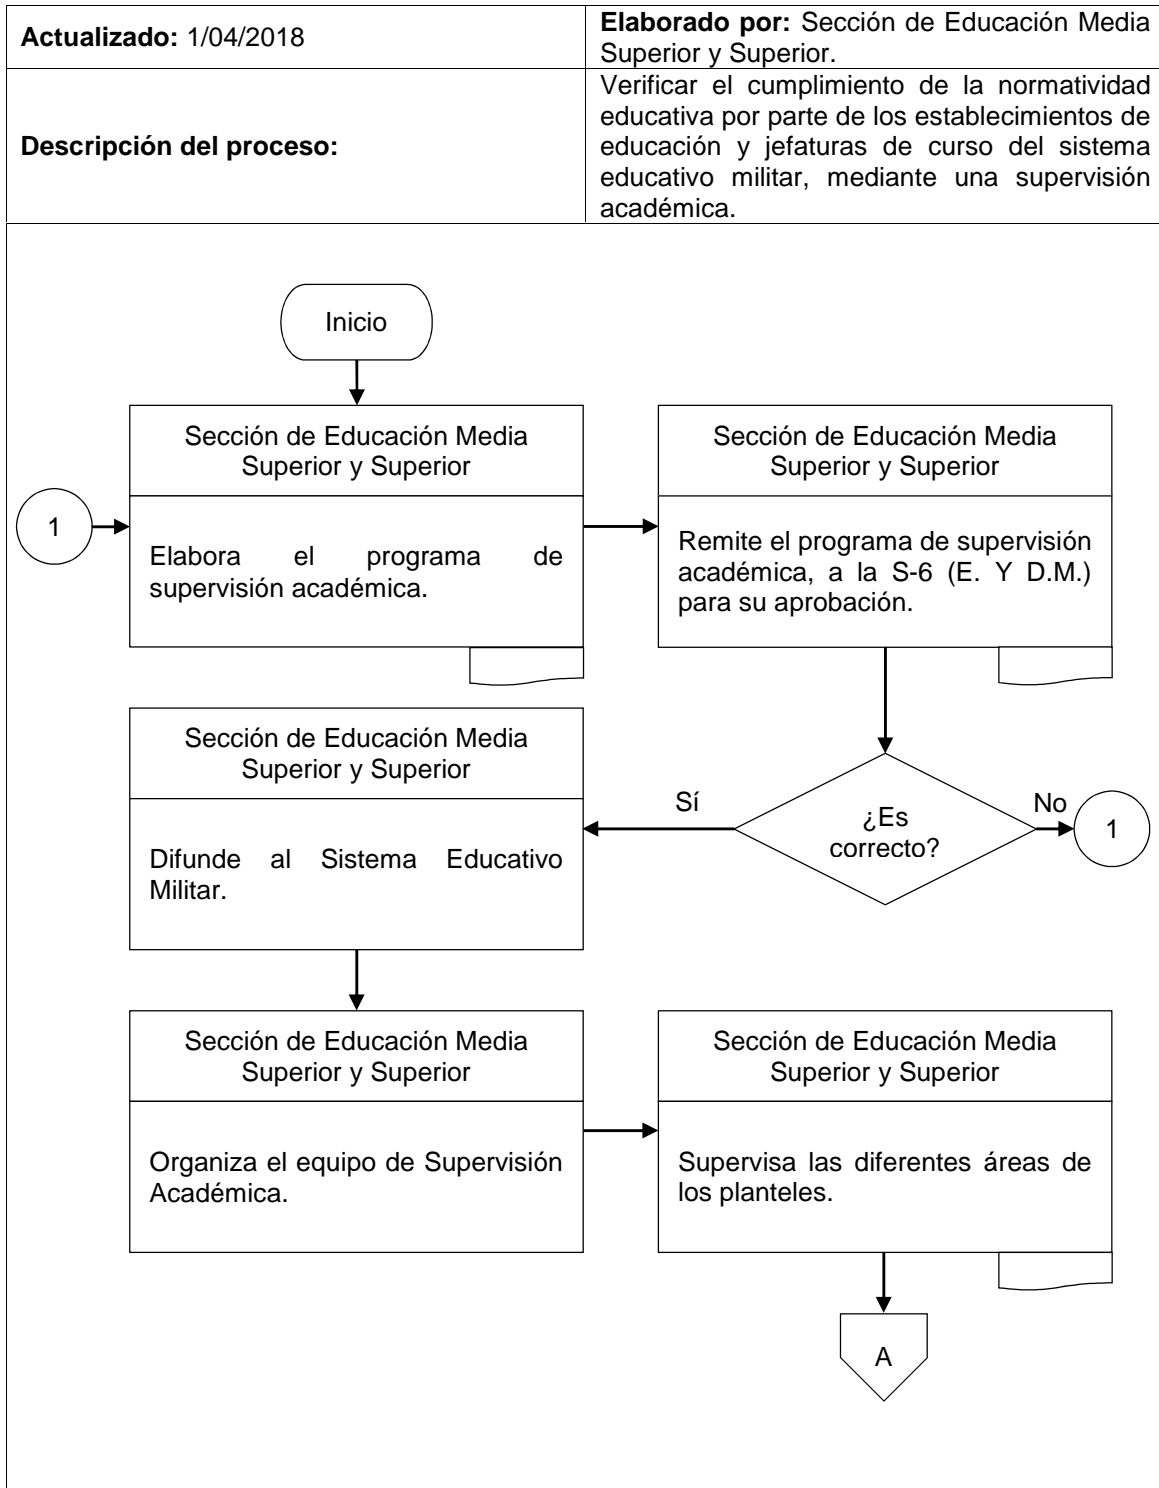 Actualizado: 1/04/2018
Elaborado por: Sección de Educación Media
Superior y Superior.
Descripción del proceso:
Verificar el cumplimiento de la normatividad
educativa por parte de los establecimientos de
educación y jefaturas de curso del sistema
educativo militar, mediante una supervisión
académica.
Inicio
Sección de Educación Media
Superior y Superior
1
Elabora el programa de
supervisión académica.
Sección de Educación Media
Superior y Superior
Remite el programa de supervisión
académica, a la S-6 (E. Y D.M.)
para su aprobación.
¿Es
correcto?
No
1
Sí
Sección de Educación Media
Superior y Superior
Difunde al Sistema Educativo
Militar.
Sección de Educación Media
Superior y Superior
Organiza el equipo de Supervisión
Académica.
Sección de Educación Media
Superior y Superior
Supervisa las diferentes áreas de
los planteles.
A